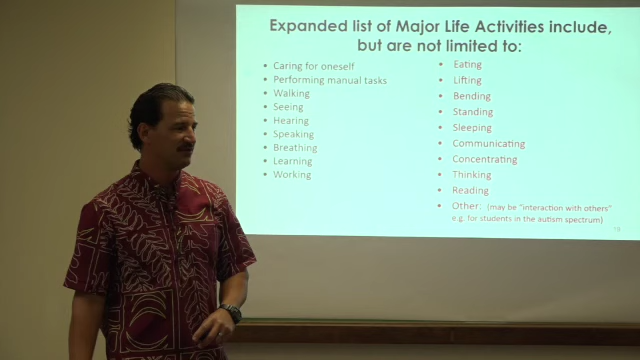 Expanded list of Major Life Activities include,
but are not limited to:
• Caring for oneself
• Performing manual tasks
• Walking
• Seeing
• Hearing
• Speaking
• Breathing
• Learning
• Working
• Eating
• Lifting
• Bending
• Standing
• Sleeping
• Communicating
• Concentrating
• Thinking
• Reading
• Other: (may be "interaction with others"
e.g. for students in the autism spectrum)